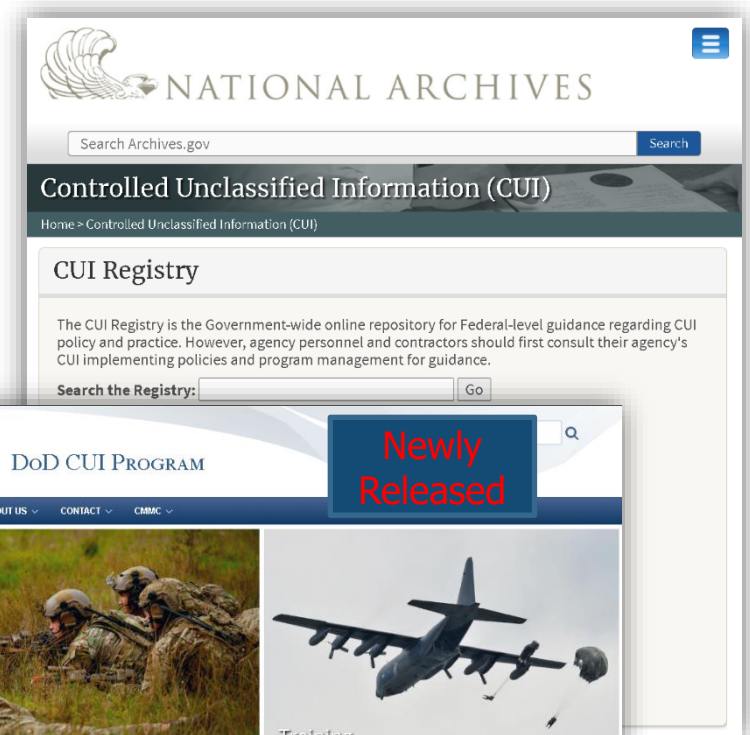 NATIONAL ARCHIVES
Search Archives.gov
Search
Controlled Unclassified Information (CUI)
Home > Controlled Unclassified Information (CUI)
CUI Registry
The CUI Registry is the Government-wide online repository for Federal-level guidance regarding CUI
policy and practice. However, agency personnel and contractors should first consult their agency's
CUI implementing policies and program management for guidance.
Search the Registry:
Go
DOD CUI PROGRAM
Newly
Released
OUT US
CONTACT
CMMC
Training